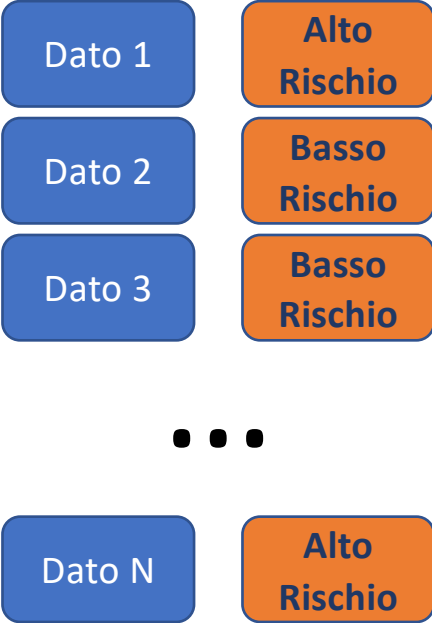 Dato 1
Alto
Rischio
Dato 2
Basso
Rischio
Dato 3
Basso
Rischio
...
Dato N
Alto
Rischio